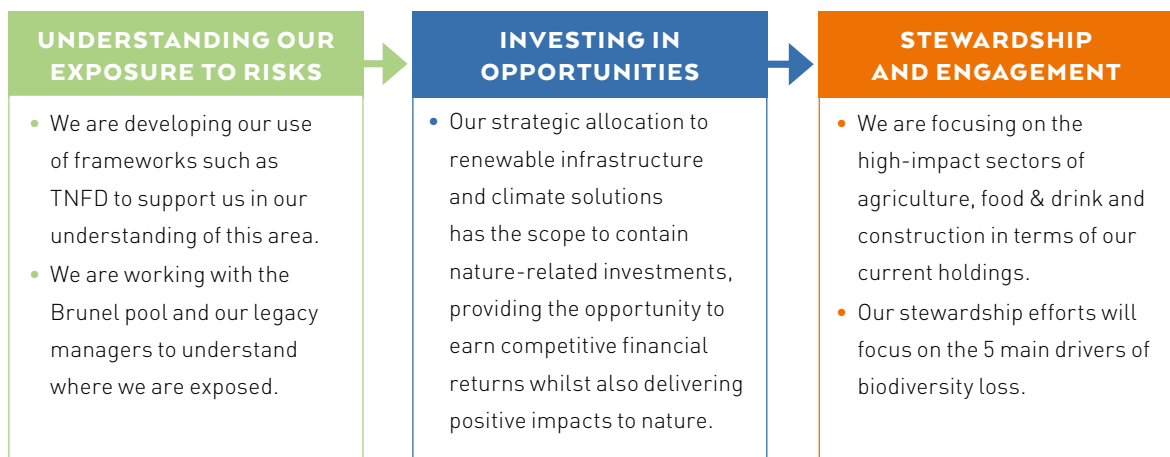 UNDERSTANDING OUR
EXPOSURE TO RISKS
• We are developing our use
of frameworks such as
TNFD to support us in our
understanding of this area.
• We are working with the
Brunel pool and our legacy
managers to understand
where we are exposed.
INVESTING IN
OPPORTUNITIES
• Our strategic allocation to
renewable infrastructure
and climate solutions
has the scope to contain
nature-related investments,
providing the opportunity to
earn competitive financial
returns whilst also delivering
positive impacts to nature.
STEWARDSHIP
AND ENGAGEMENT
• We are focusing on the
high-impact sectors of
agriculture, food & drink and
construction in terms of our
current holdings.
• Our stewardship efforts will
focus on the 5 main drivers of
biodiversity loss.